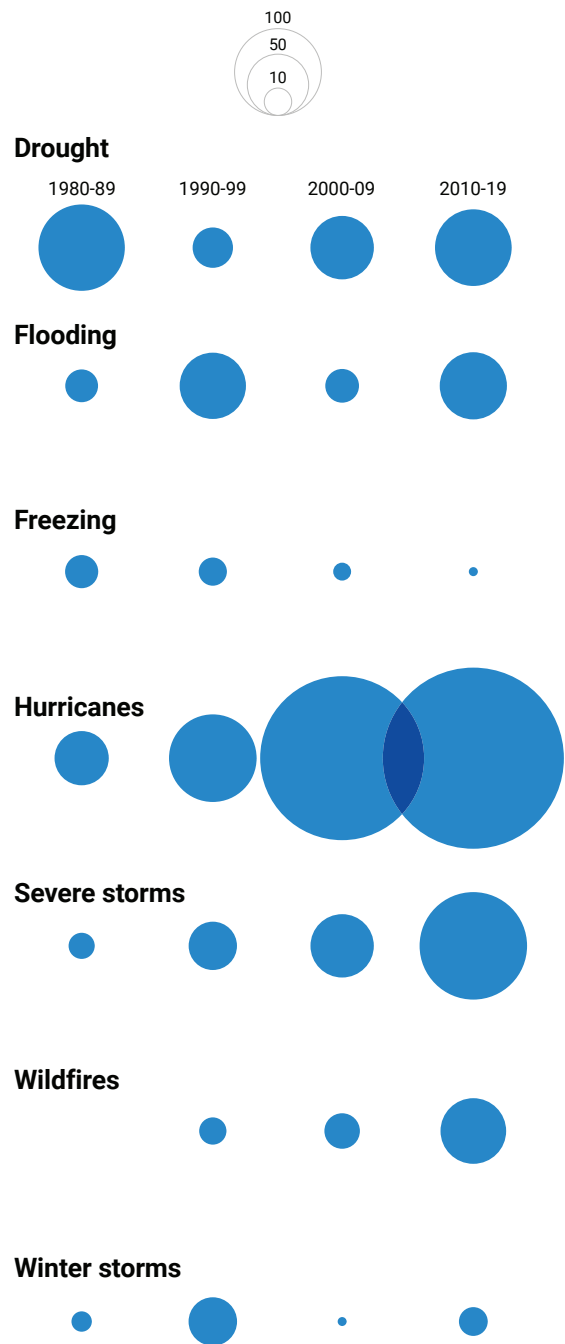 100
50
10
Drought
1980-89 1990-99 2000-09 2010-19
Flooding
Freezing
Hurricanes
Severe storms
Wildfires
Winter storms